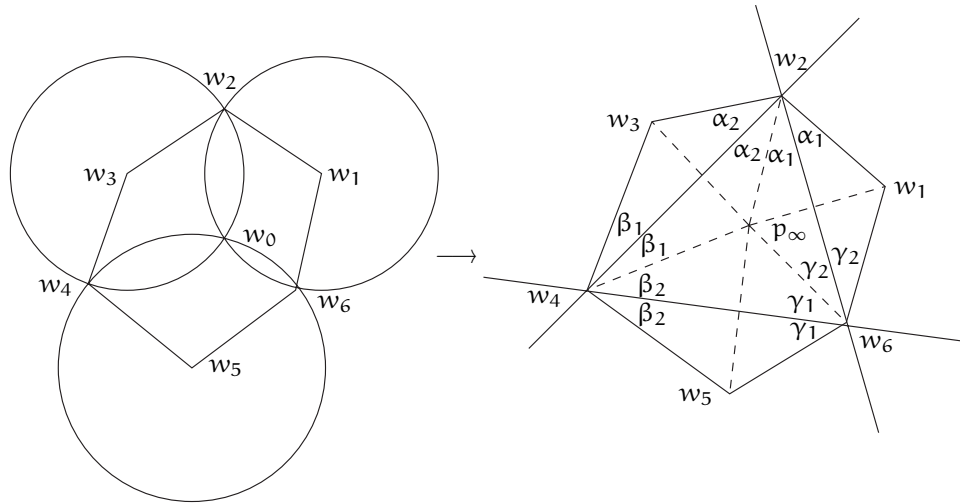 w₂
w₃
w₁
w₀
w₄
w₆
w₅
→
w₂
w₃ α₂ α₁
α₂ α₁
w₁
β₁
β₁ p∞ γ₂
γ₂
w₄ β₂ γ₁
β₂ γ₁
w₆
w₅